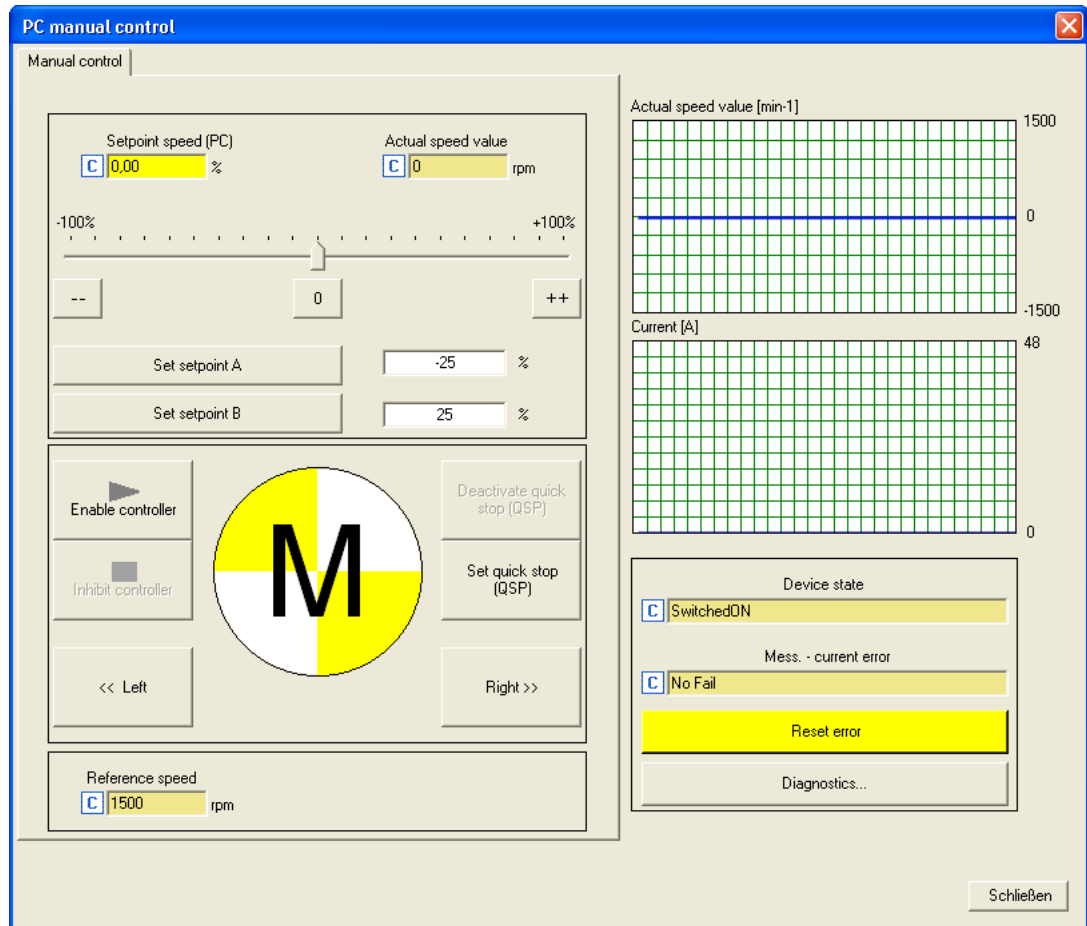 PC manual control
Manual control
Setpoint speed (PC)
C 0,00 %
Actual speed value
C 0 rpm
-100% +100%
-- 0 ++
Set setpoint A -25 %
Set setpoint B 25 %
Enable controller
Inhibit controller
M
Deactivate quick
stop (QSP)
Set quick stop
(QSP)
<< Left
Right >>
Reference speed
C 1500 rpm
Actual speed value [min-1]
1500
0
-1500
Current [A]
48
0
Device state
C SwitchedON
Mess. - current error
C No Fail
Reset error
Diagnostics...
Schließen